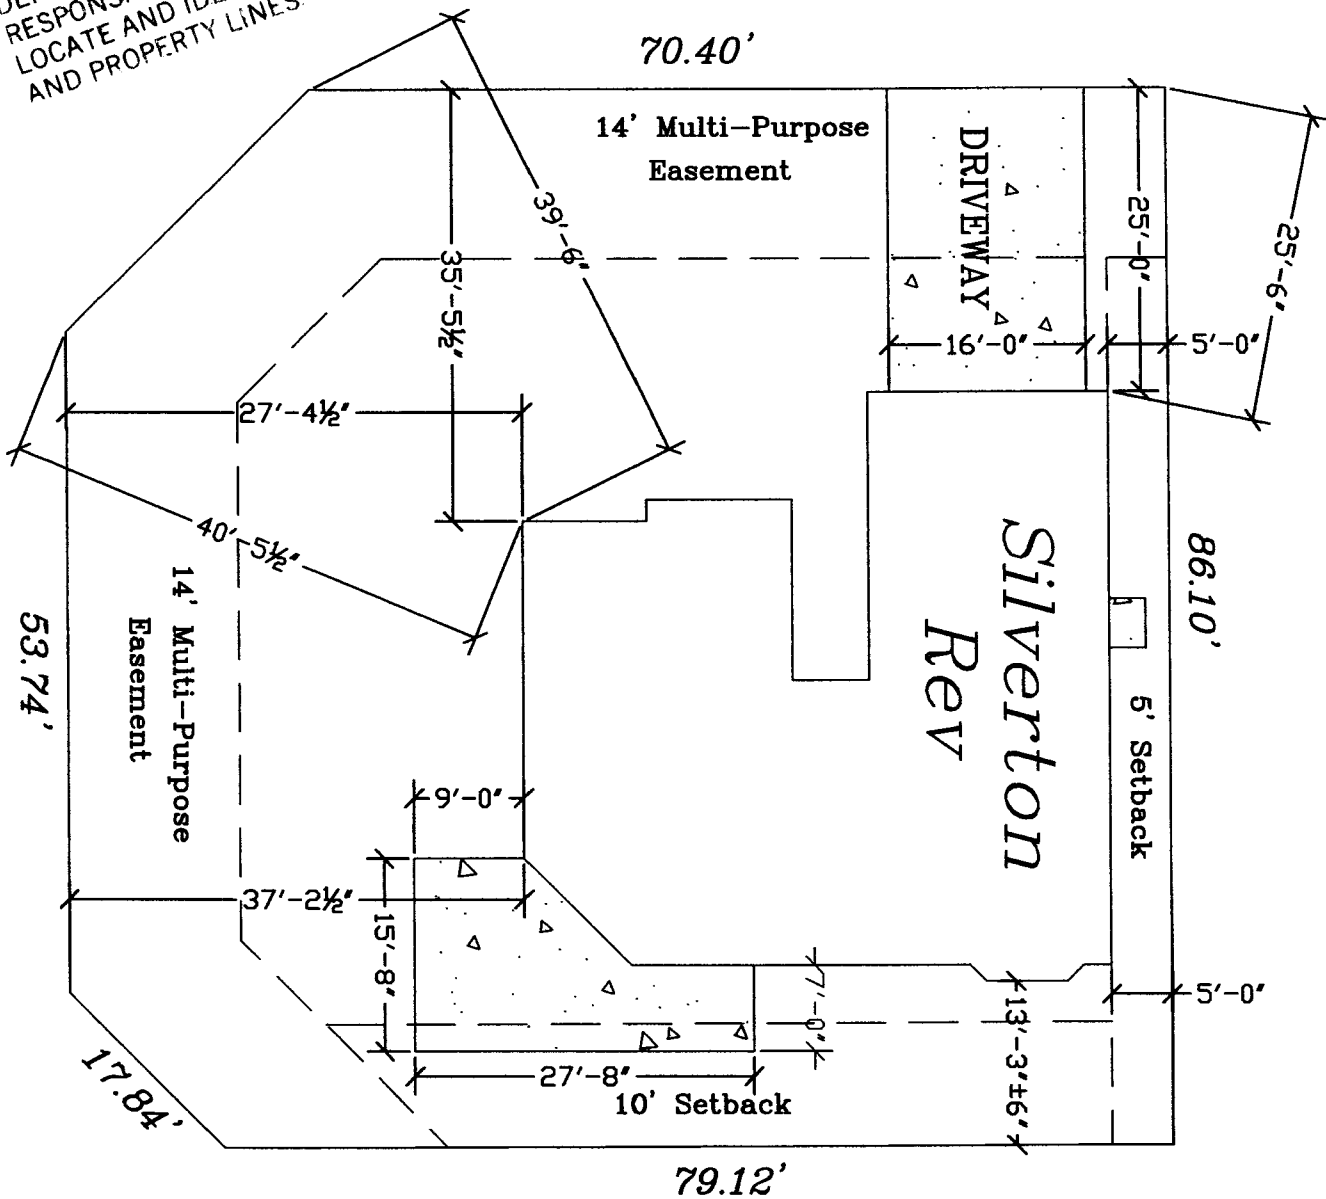 RESPONS
LOCATE AND
AND PROPERTY LINES.
70.40'
14' Multi-Purpose
Easement
DRIVEWAY
25'-0"
25'-6"
39'-6"
35'-5½"
16'-0"
5'-0"
27'-4½"
40'-5½"
14' Multi-Purpose
Easement
53.74'
Silverton
Rev
86.10'
5' Setback
9'-0"
37'-2½"
15'-8"
7'-0"
13'-3"±6"
5'-0"
27'-8"
10' Setback
17.84'
79.12'